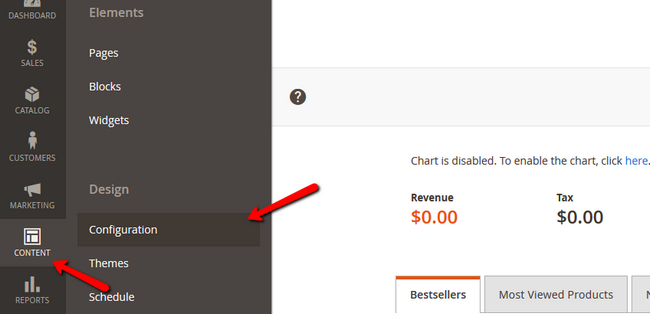 DASHBOARD
$
SALES
CATALOG
CUSTOMERS
MARKETING
CONTENT
REPORTS
Elements
Pages
Blocks
Widgets
Design
Configuration
Themes
Schedule
?
Chart is disabled. To enable the chart, click here.
Revenue
$0.00
Tax
$0.00
Bestsellers
Most Viewed Products
N